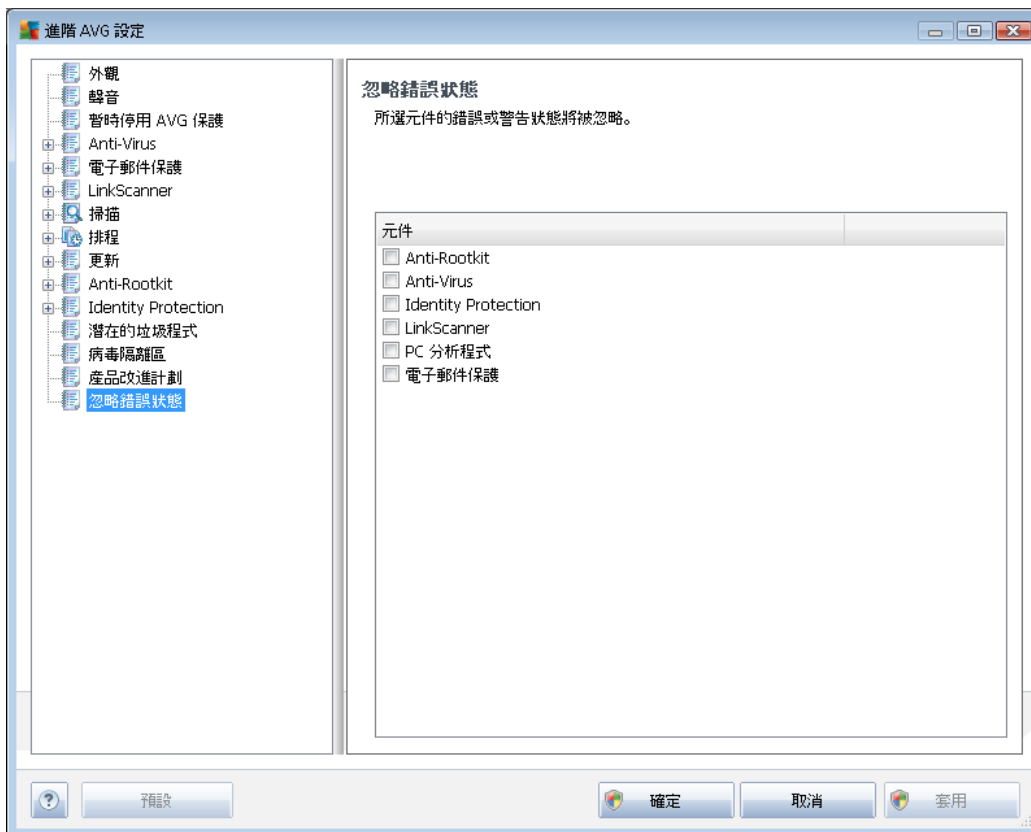 進階 AVG 設定
外觀
聲音
暫時停用 AVG 保護
Anti-Virus
電子郵件保護
LinkScanner
掃描
排程
更新
Anti-Rootkit
Identity Protection
潛在的垃圾程式
病毒隔離區
產品改進計劃
忽略錯誤狀態
忽略錯誤狀態
所選元件的錯誤或警告狀態將被忽略。
元件
Anti-Rootkit
Anti-Virus
Identity Protection
LinkScanner
PC 分析程式
電子郵件保護
?
預設
確定
取消
套用